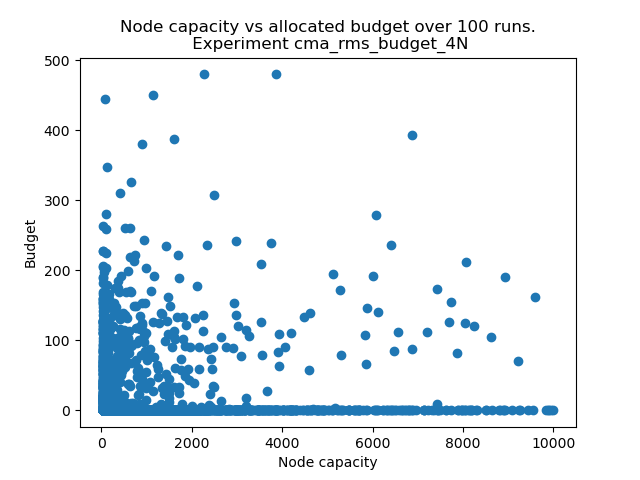 Node capacity vs allocated budget over 100 runs.
Experiment cma_rms_budget_4N
500
400
300
200
100
0
Budget
0 2000 4000 6000 8000 10000
Node capacity